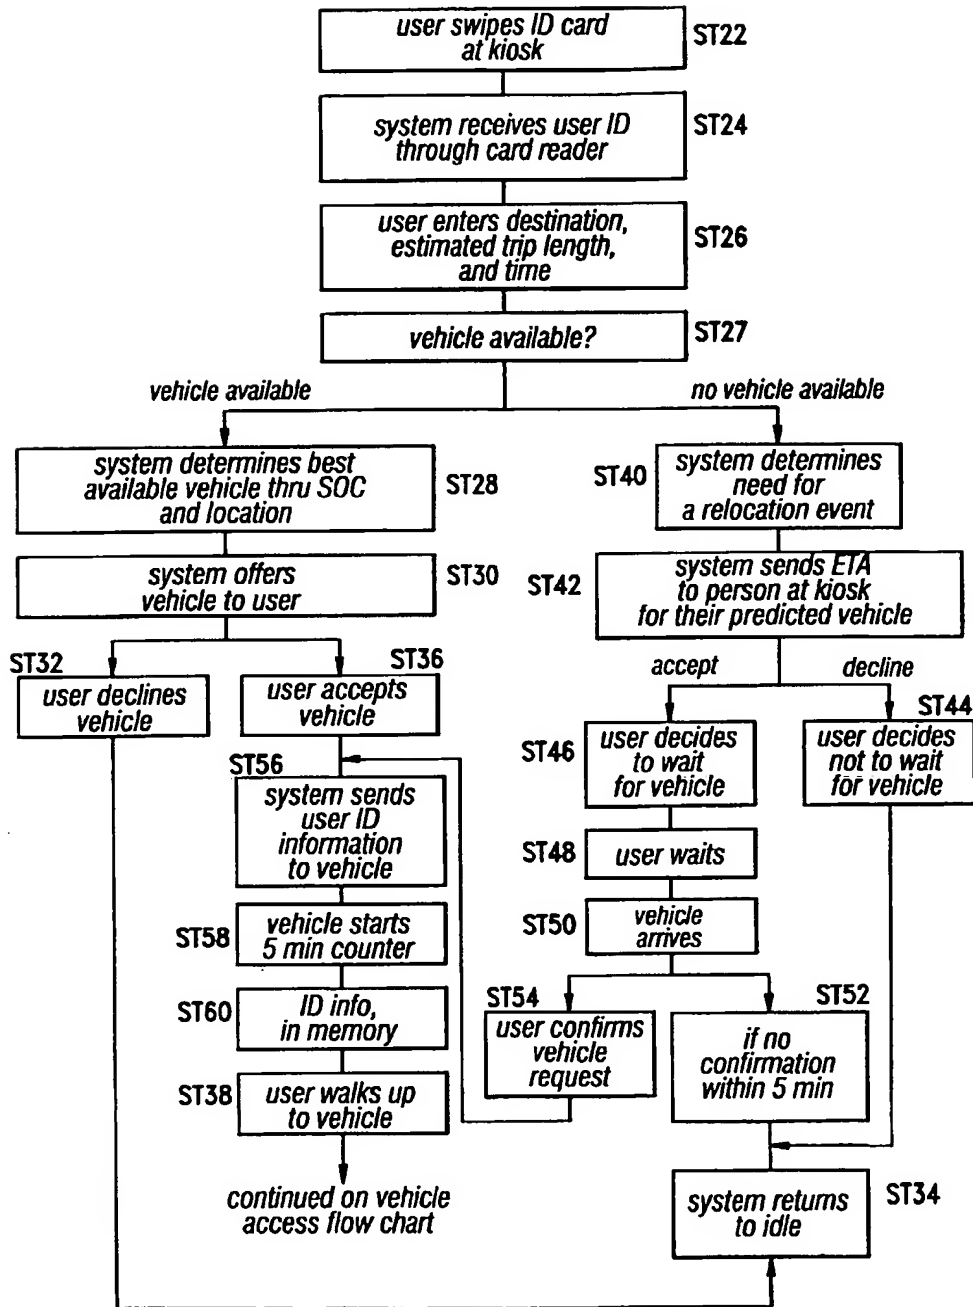 user swipes ID card
at kiosk
ST22
system receives user ID
through card reader
ST24
user enters destination,
estimated trip length,
and time
ST26
vehicle available?
ST27
vehicle available
no vehicle available
system determines best
available vehicle thru SOC
and location
ST28
ST40
system determines
need for
a relocation event
system offers
vehicle to user
ST30
ST42
system sends ETA
to person at kiosk
for their predicted vehicle
ST32
user declines
vehicle
ST36
user accepts
vehicle
accept
decline
ST46
user decides
to wait
for vehicle
ST44
user decides
not to wait
for vehicle
ST56
system sends
user ID
information
to vehicle
ST48
user waits
ST58
vehicle starts
5 min counter
ST50
vehicle
arrives
ST60
ID info,
in memory
ST54
user confirms
vehicle
request
ST52
if no
confirmation
within 5 min
ST38
user walks up
to vehicle
continued on vehicle
access flow chart
system returns
to idle
ST34